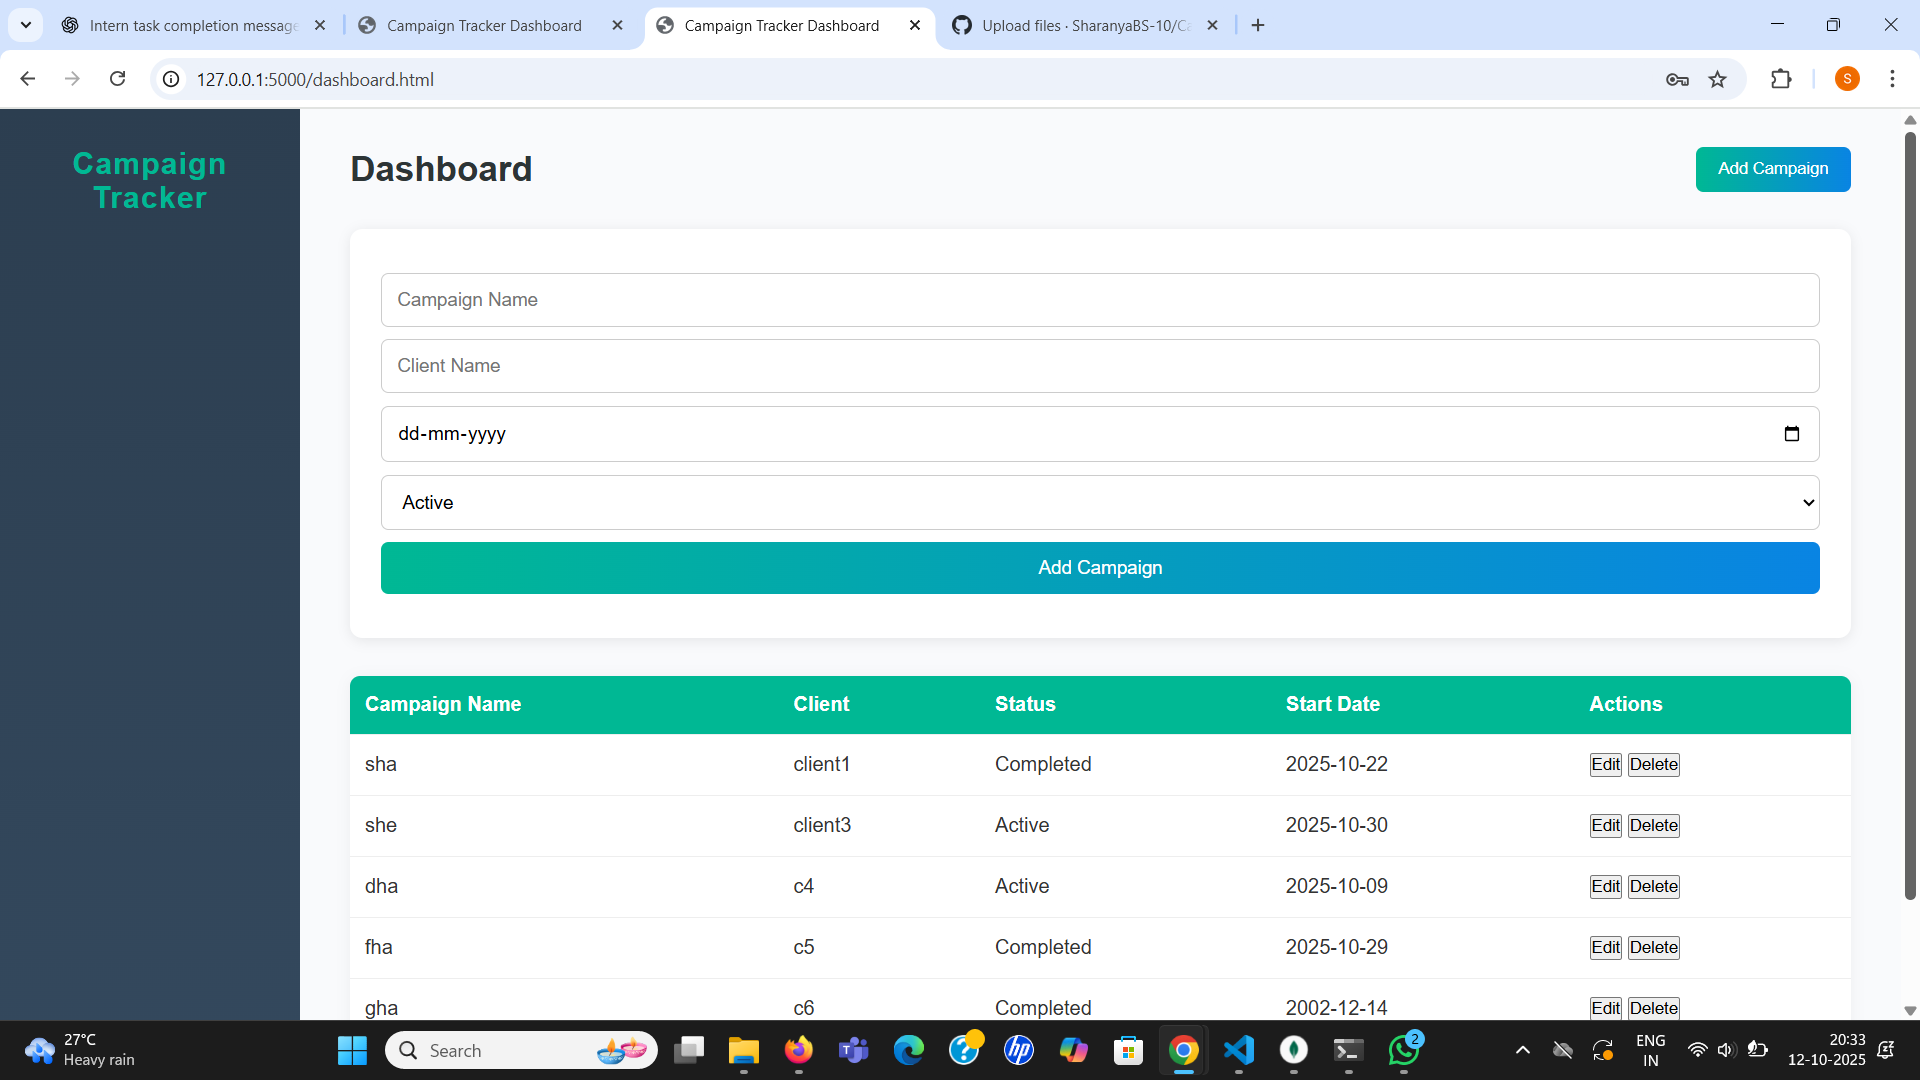 Intern task completion message
Campaign Tracker Dashboard
Campaign Tracker Dashboard
Upload files · SharanyaBS-10/Ca
127.0.0.1:5000/dashboard.html
S
Campaign
Tracker
Dashboard
Add Campaign
Campaign Name
Client Name
dd-mm-yyyy
Active
Add Campaign
Campaign Name Client Status Start Date Actions
sha client1 Completed 2025-10-22 Edit Delete
she client3 Active 2025-10-30 Edit Delete
dha c4 Active 2025-10-09 Edit Delete
fha c5 Completed 2025-10-29 Edit Delete
gha c6 Completed 2002-12-14 Edit Delete
27°C
Heavy rain
Search
hp
2
ENG
IN
20:33
12-10-2025